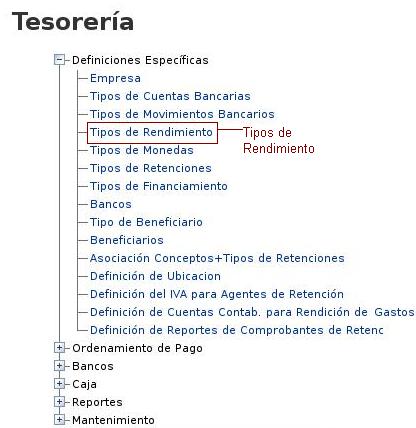 Tesorería
Definiciones Específicas
Empresa
Tipos de Cuentas Bancarias
Tipos de Movimientos Bancarios
Tipos de Rendimiento
Tipos de
Rendimiento
Tipos de Monedas
Tipos de Retenciones
Tipos de Financiamiento
Bancos
Tipo de Beneficiario
Beneficiarios
Asociación Conceptos+Tipos de Retenciones
Definición de Ubicacion
Definición del IVA para Agentes de Retención
Definición de Cuentas Contab. para Rendición de Gastos
Definición de Reportes de Comprobantes de Retenc
Ordenamiento de Pago
Bancos
Caja
Reportes
Mantenimiento